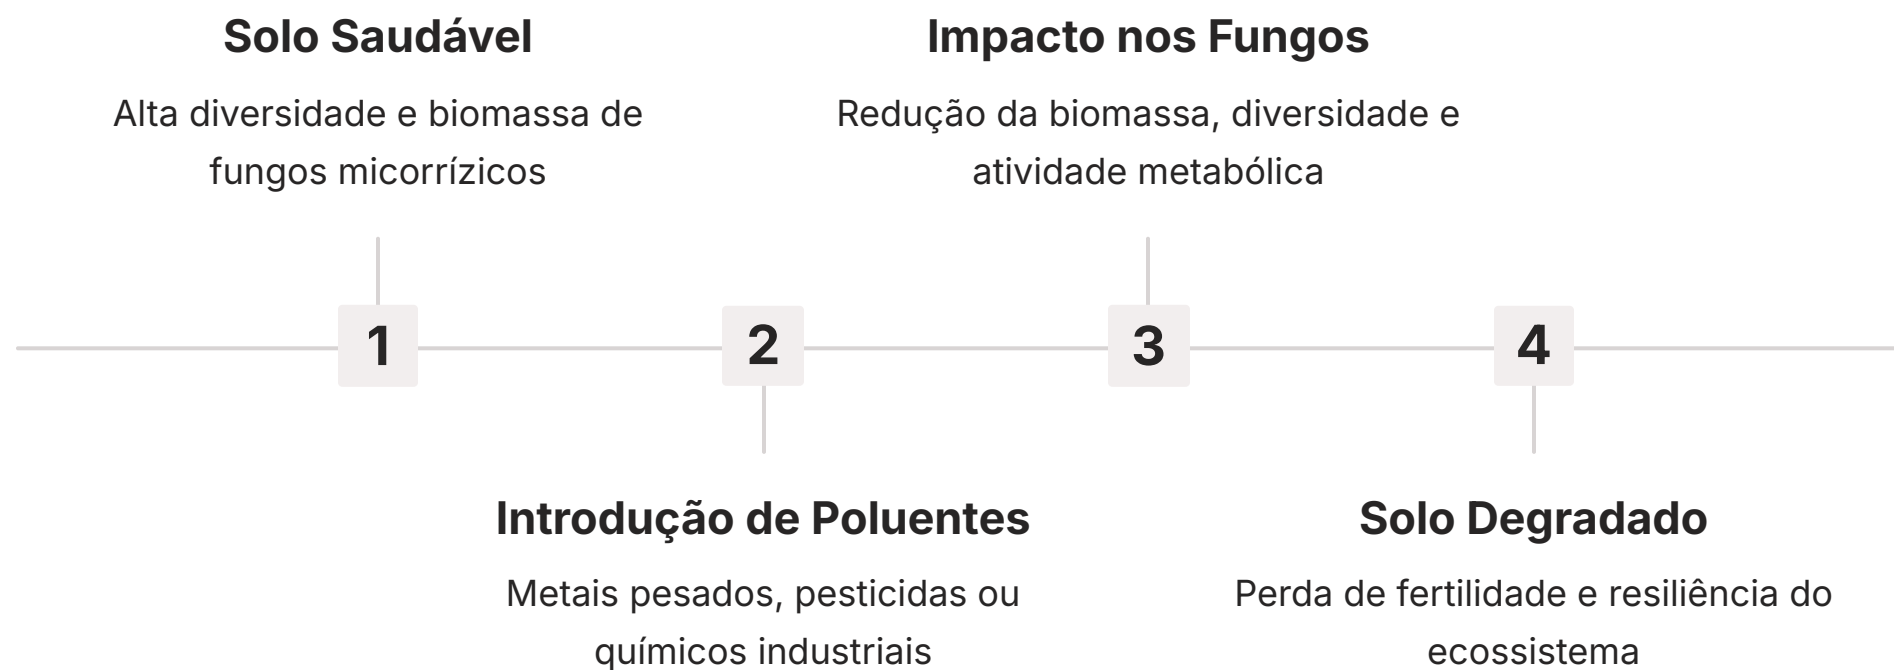 Solo Saudável
Alta diversidade e biomassa de
fungos micorrízicos
1
2
Introdução de Poluentes
Metais pesados, pesticidas ou
químicos industriais
Impacto nos Fungos
Redução da biomassa, diversidade e
atividade metabólica
3
4
Solo Degradado
Perda de fertilidade e resiliência do
ecossistema